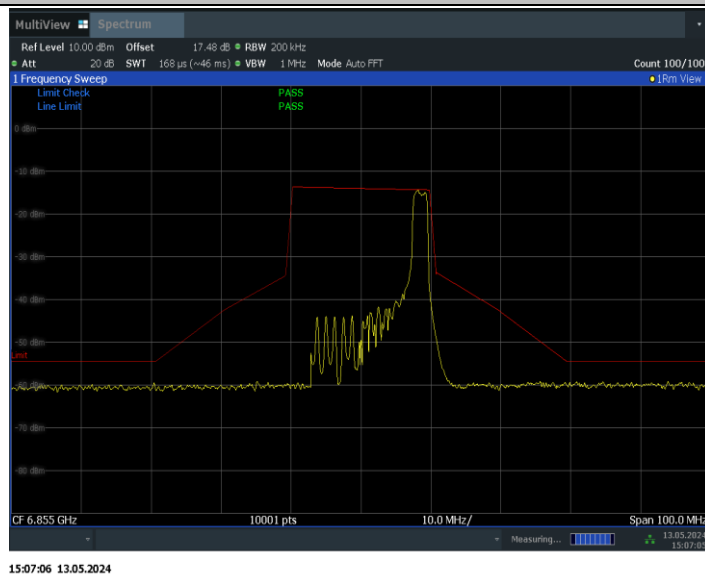 MultiView Spectrum
Ref Level 10.00 dBm Offset 17.48 dB RBW 200 kHz
Att 20 dB SWT 168 µs (~46 ms) VBW 1 MHz Mode Auto FFT Count 100/100
1 Frequency Sweep 1Rm View
Limit Check PASS
Line Limit PASS
0 dBm
-10 dBm
-20 dBm
-30 dBm
-40 dBm
-50 dBm
Limit
-60 dBm
-70 dBm
-80 dBm
CF 6.855 GHz 10001 pts 10.0 MHz/ Span 100.0 MHz
Measuring... 13.05.2024
15:07:05
15:07:06 13.05.2024